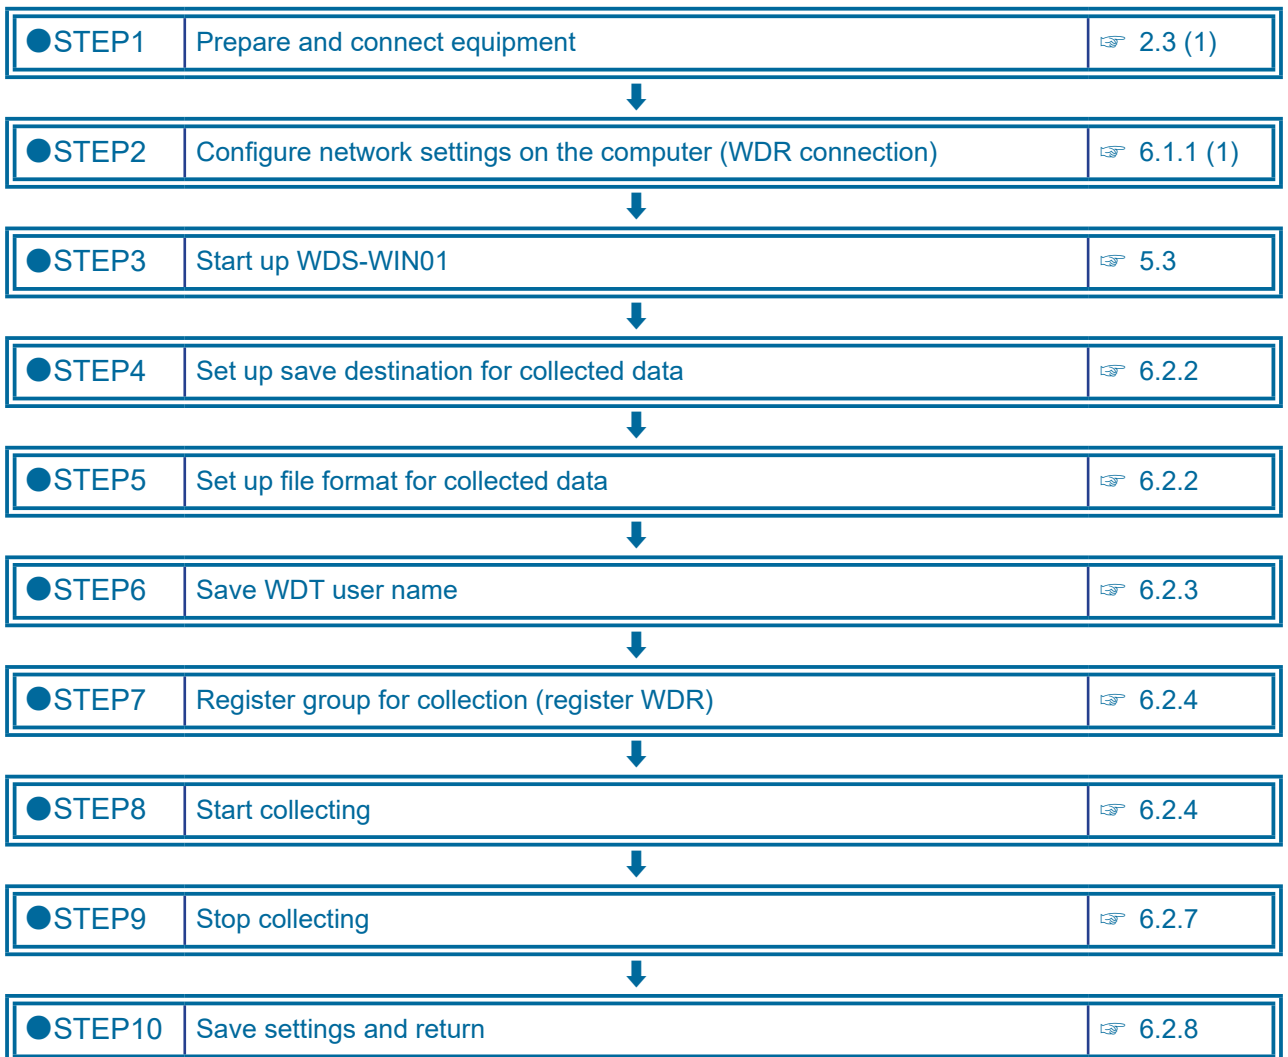 ●STEP1 Prepare and connect equipment ☞ 2.3 (1)
●STEP2 Configure network settings on the computer (WDR connection) ☞ 6.1.1 (1)
●STEP3 Start up WDS-WIN01 ☞ 5.3
●STEP4 Set up save destination for collected data ☞ 6.2.2
●STEP5 Set up file format for collected data ☞ 6.2.2
●STEP6 Save WDT user name ☞ 6.2.3
●STEP7 Register group for collection (register WDR) ☞ 6.2.4
●STEP8 Start collecting ☞ 6.2.4
●STEP9 Stop collecting ☞ 6.2.7
●STEP10 Save settings and return ☞ 6.2.8